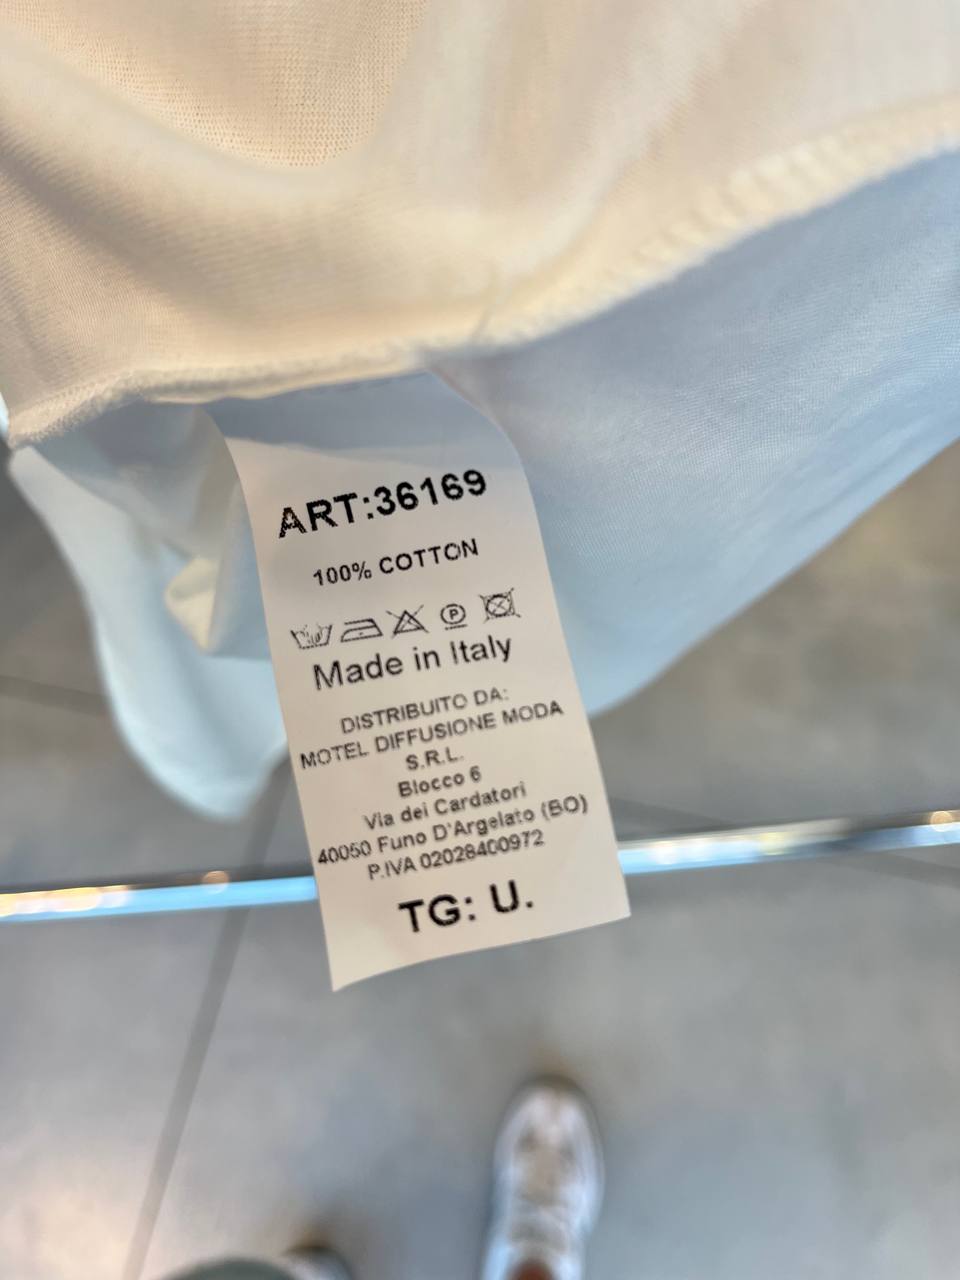 ART:36169
100% COTTON
P
Made in Italy
DISTRIBUITO DA:
MOTEL DIFFUSIONE MODA
S.R.L.
Blocco 6
Via dei Cardatori
40050 Funo D'Argelato (BO)
P.IVA 02028400972
TG: U.